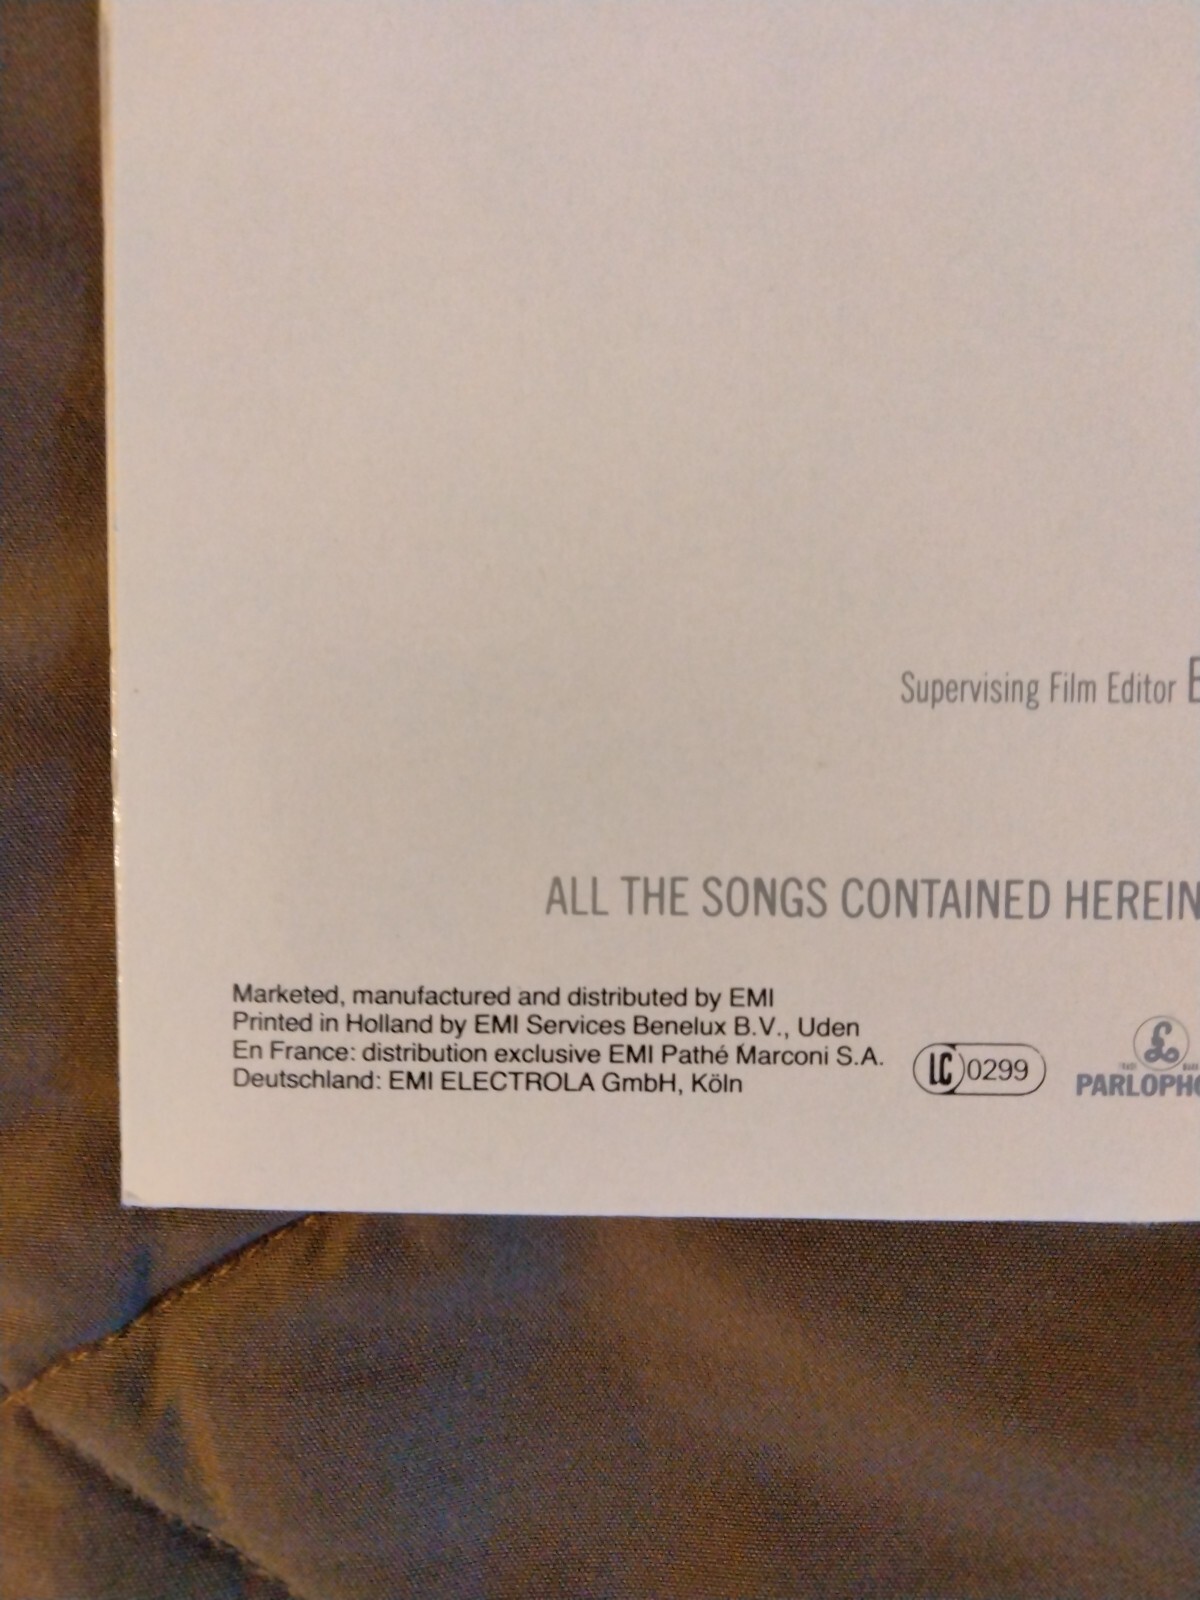 Supervising Film Editor
ALL THE SONGS CONTAINED HEREIN
Marketed, manufactured and distributed by EMI
Printed in Holland by EMI Services Benelux B.V., Uden
En France: distribution exclusive EMI Pathé Marconi S.A.
Deutschland: EMI ELECTROLA GmbH, Köln
LC 0299
£
PARLOPHO